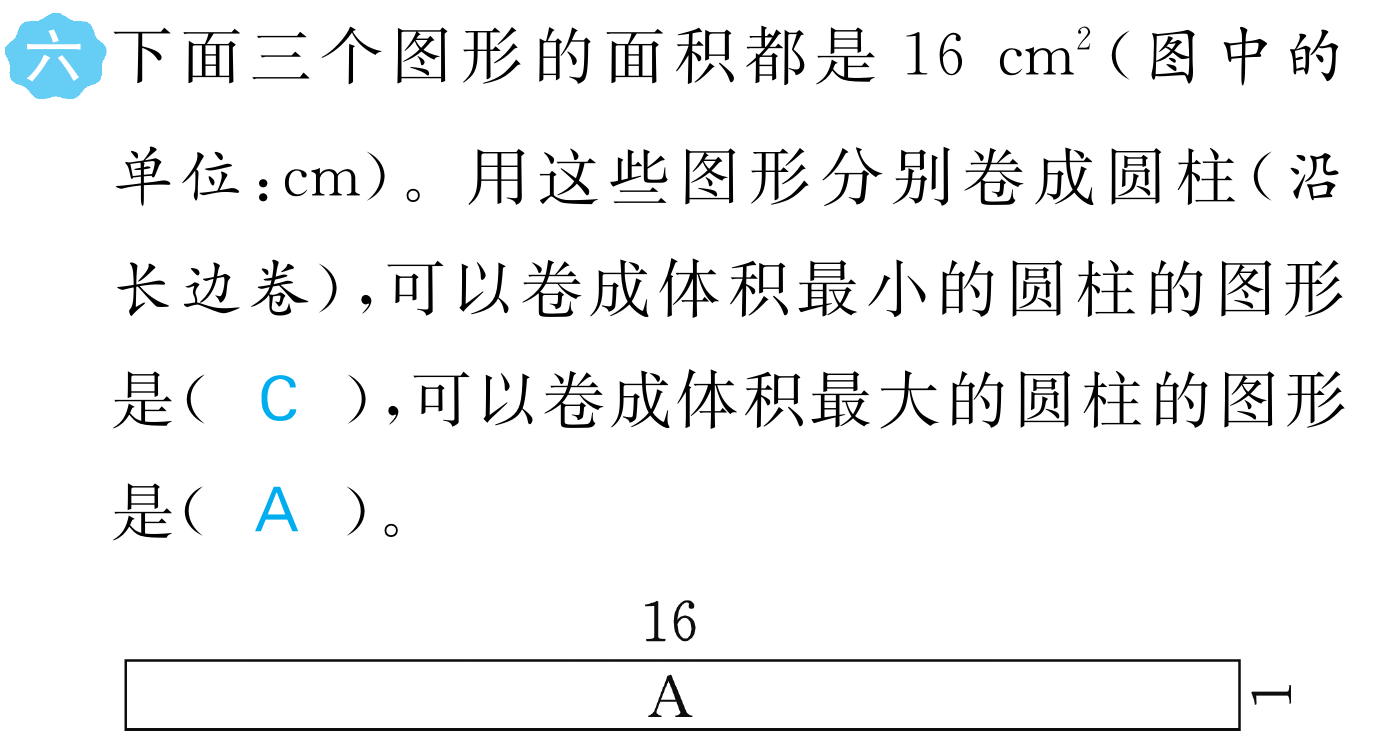 六 下面三个图形的面积都是 16 cm²(图中的
单位:cm)。用这些图形分别卷成圆柱(沿
长边卷),可以卷成体积最小的圆柱的图形
是( C ),可以卷成体积最大的圆柱的图形
是( A )。
16
A
1